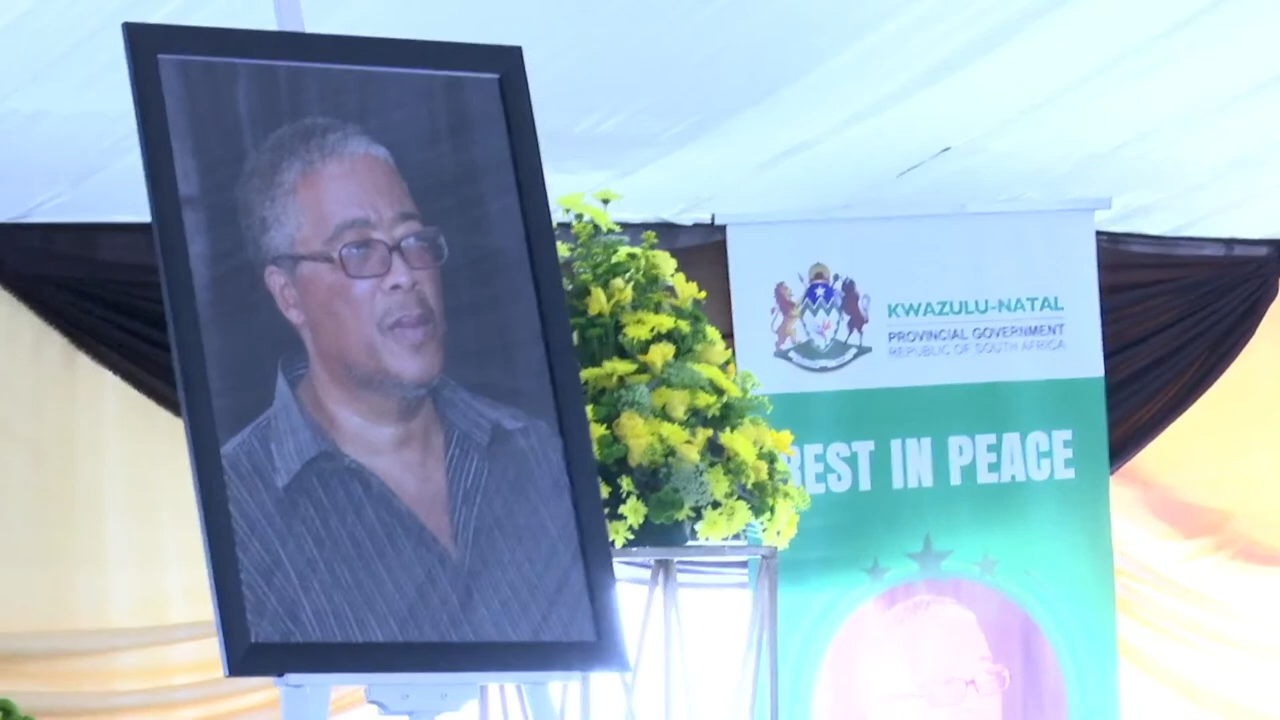 KWAZULU-NATAL
PROVINCIAL GOVERNMENT
REPUBLIC OF SOUTH AFRICA
REST IN PEACE